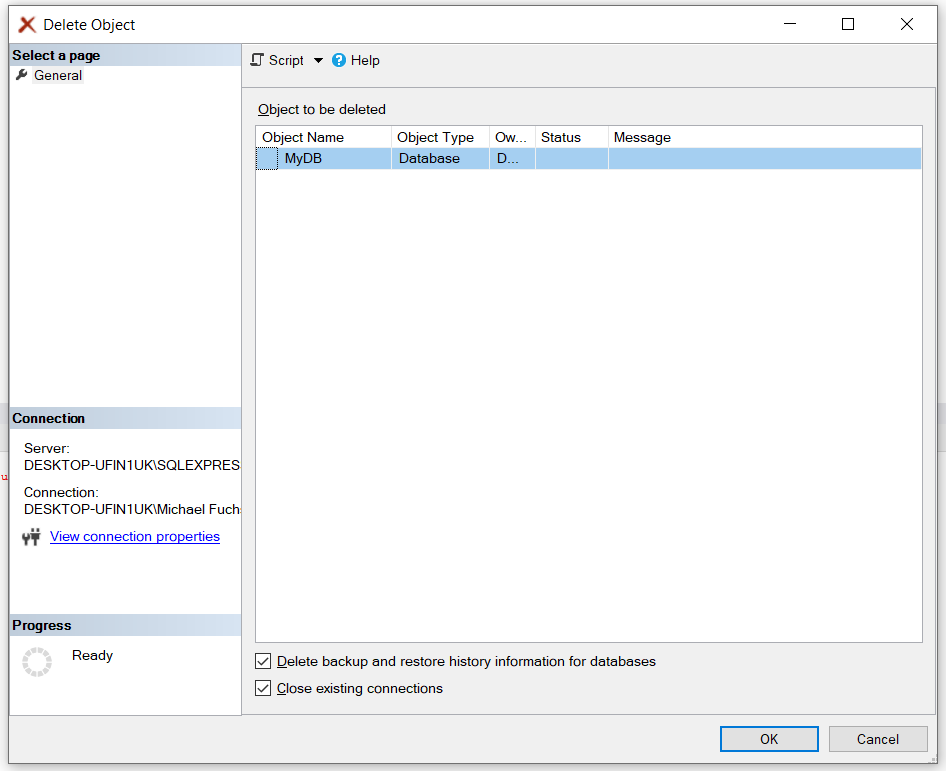 Delete Object
Select a page
General
Script
Help
Object to be deleted
Object Name Object Type Ow... Status Message
MyDB Database D...
Connection
Server:
DESKTOP-UFIN1UK\SQLEXPRES
Connection:
DESKTOP-UFIN1UK\Michael Fuchs
View connection properties
Progress
Ready
Delete backup and restore history information for databases
Close existing connections
OK
Cancel
u